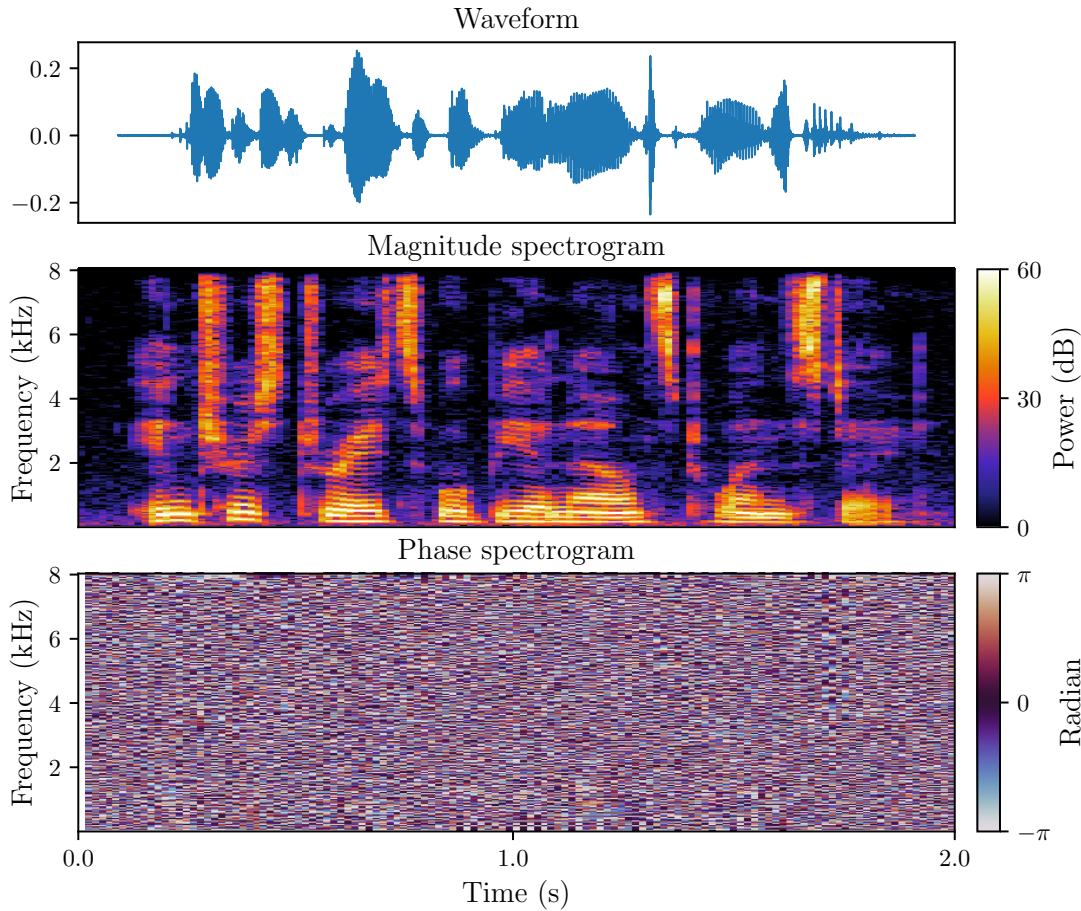 Waveform
0.2
0.0
−0.2
Magnitude spectrogram
8
6
4
2
Frequency (kHz)
60
30
0
Power (dB)
Phase spectrogram
8
6
4
2
Frequency (kHz)
π
0
−π
Radian
0.0 1.0 2.0
Time (s)